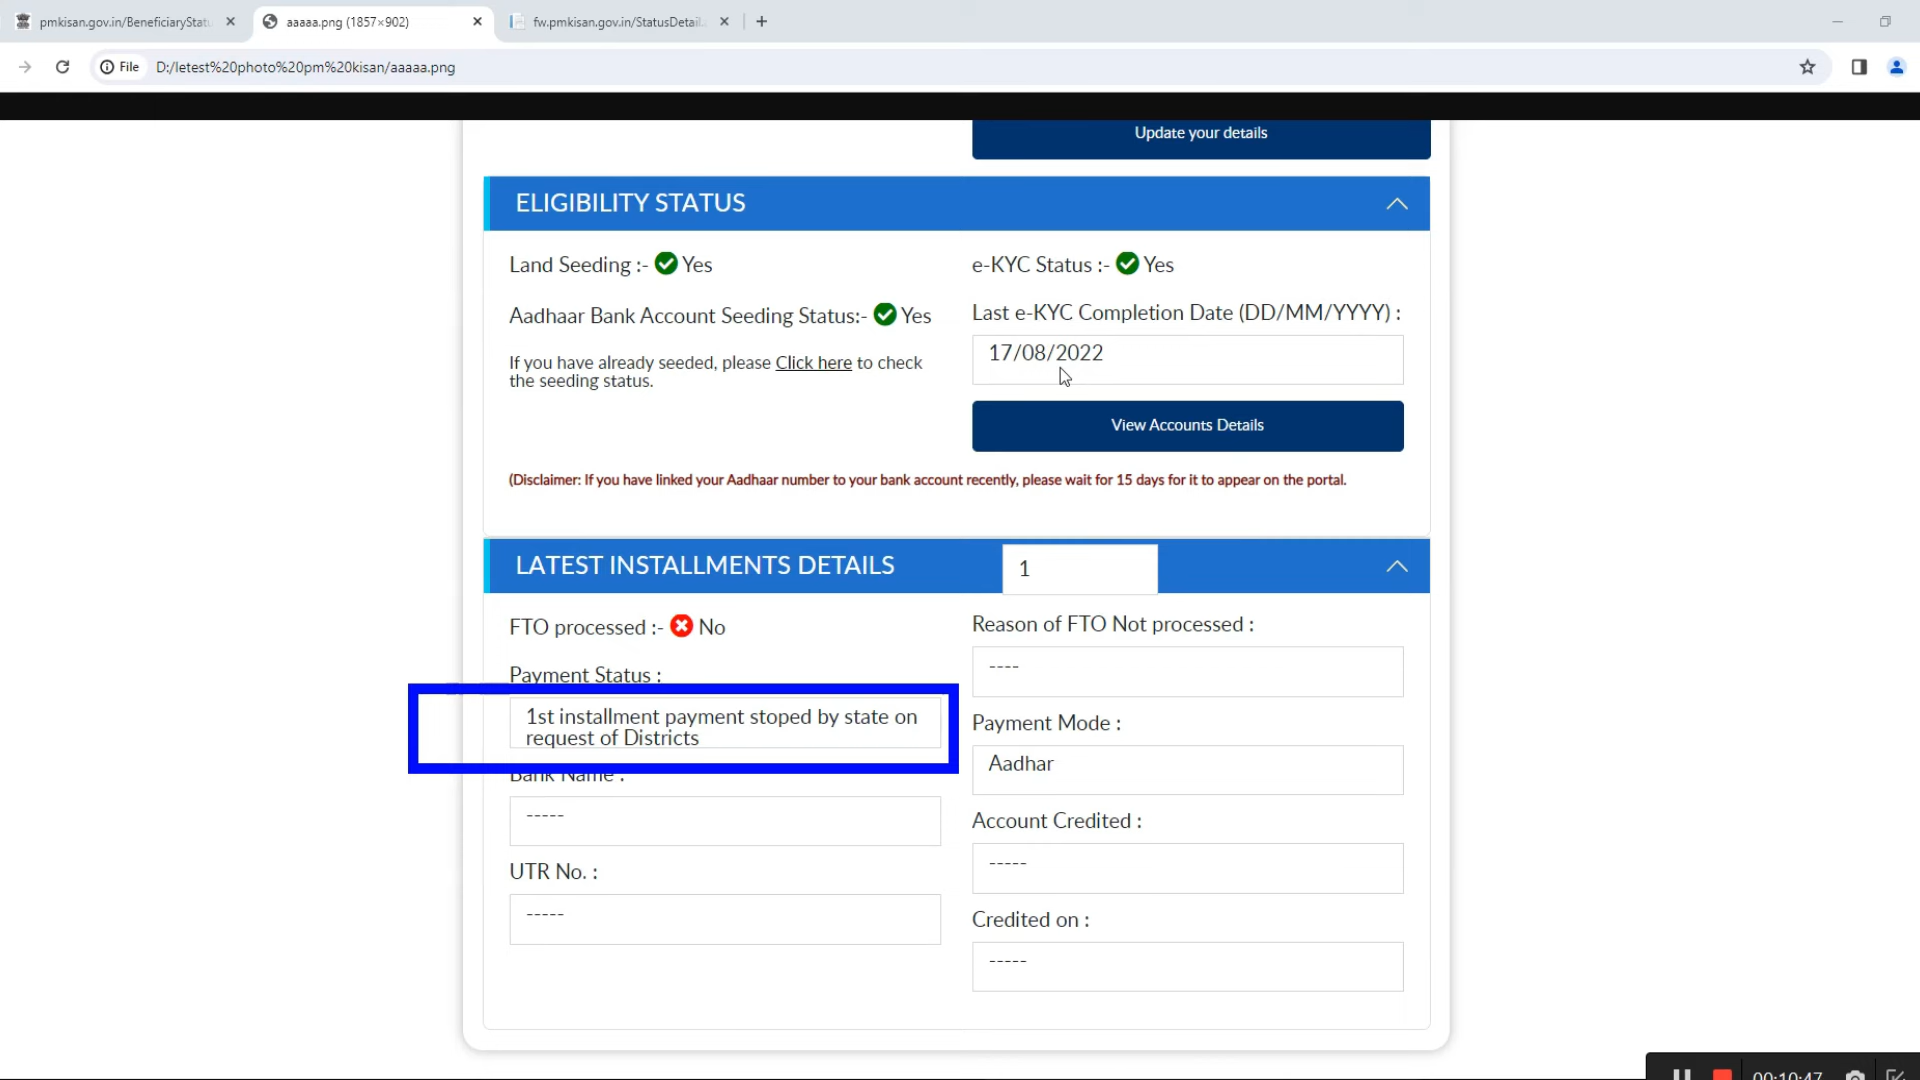 pmkisan.gov.in/BeneficiaryStatu
aaaaa.png (1857×902)
fw.pmkisan.gov.in/StatusDetail.
File
D:/letest%20photo%20pm%20kisan/aaaaa.png
Update your details
ELIGIBILITY STATUS
Land Seeding :- Yes
e-KYC Status :- Yes
Aadhaar Bank Account Seeding Status:- Yes
Last e-KYC Completion Date (DD/MM/YYYY) :
17/08/2022
If you have already seeded, please Click here to check
the seeding status.
View Accounts Details
(Disclaimer: If you have linked your Aadhaar number to your bank account recently, please wait for 15 days for it to appear on the portal.
LATEST INSTALLMENTS DETAILS
1
FTO processed :- No
Reason of FTO Not processed :
----
Payment Status :
1st installment payment stoped by state on
request of Districts
Payment Mode :
Aadhar
Bank Name :
-----
Account Credited :
-----
UTR No. :
-----
Credited on :
-----
00:10:47